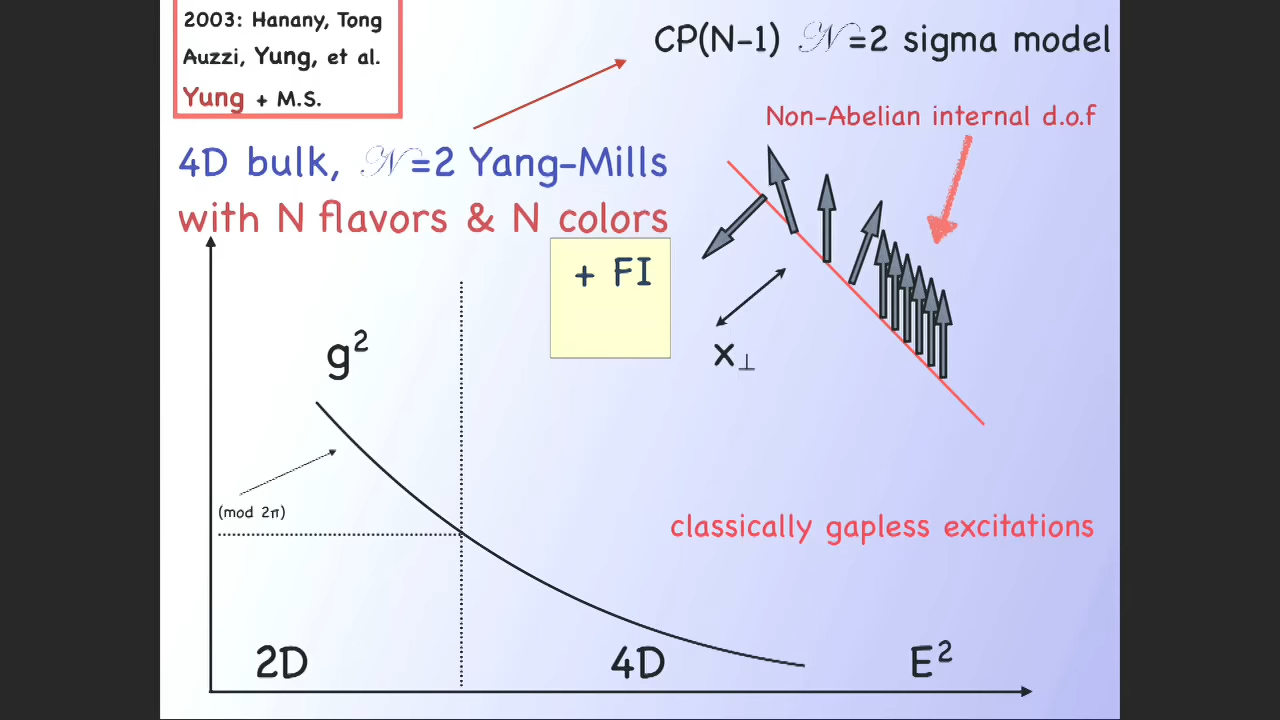 2003: Hanany, Tong
Auzzi, Yung, et al.
Yung + M.S.
CP(N-1) 𝒩=2 sigma model
Non-Abelian internal d.o.f
4D bulk, 𝒩=2 Yang-Mills
with N flavors & N colors
+ FI
g²
x⊥
(mod 2π)
classically gapless excitations
2D
4D
E²